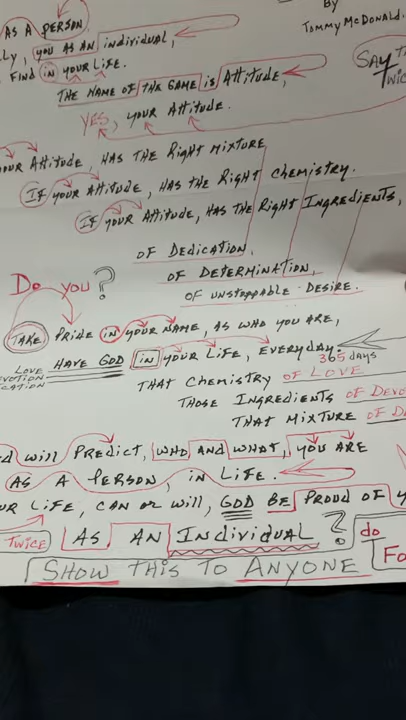 AS A PERSON.
By
Tommy McDonald.
LLY, you AS AN individual,
FIND in your LiFE.
THE NAME OF THE GAME is Attitude,
SAY
YES, your Attitude.
your Attitude, HAS THE Right Mixture
IF your Attitude, HAS THE Right Chemistry.
IF your Attitude, HAS THE Right INgREdiENts,
OF DEDICATION,
OF DETERMINATION,
OF UNSTOPPABLE DESIRE.
Do you?
TAKE PRIDE in your NAME, AS WHO YOU ARE,
HAVE GOD in your LiFE, EVERYday.
365 days
LOVE
THAT CHEMISTRY OF LOVE
THOSE INgREdiENTS OF
THAT MIXTURE OF
will PREDICT, WHO AND WHAT, you ARE
AS A PERSON, in LiFE.
LiFE, CAN or will, GOD BE PROUD OF
TWICE AS AN INdividuAL? do
SHOW THIS TO ANYONE